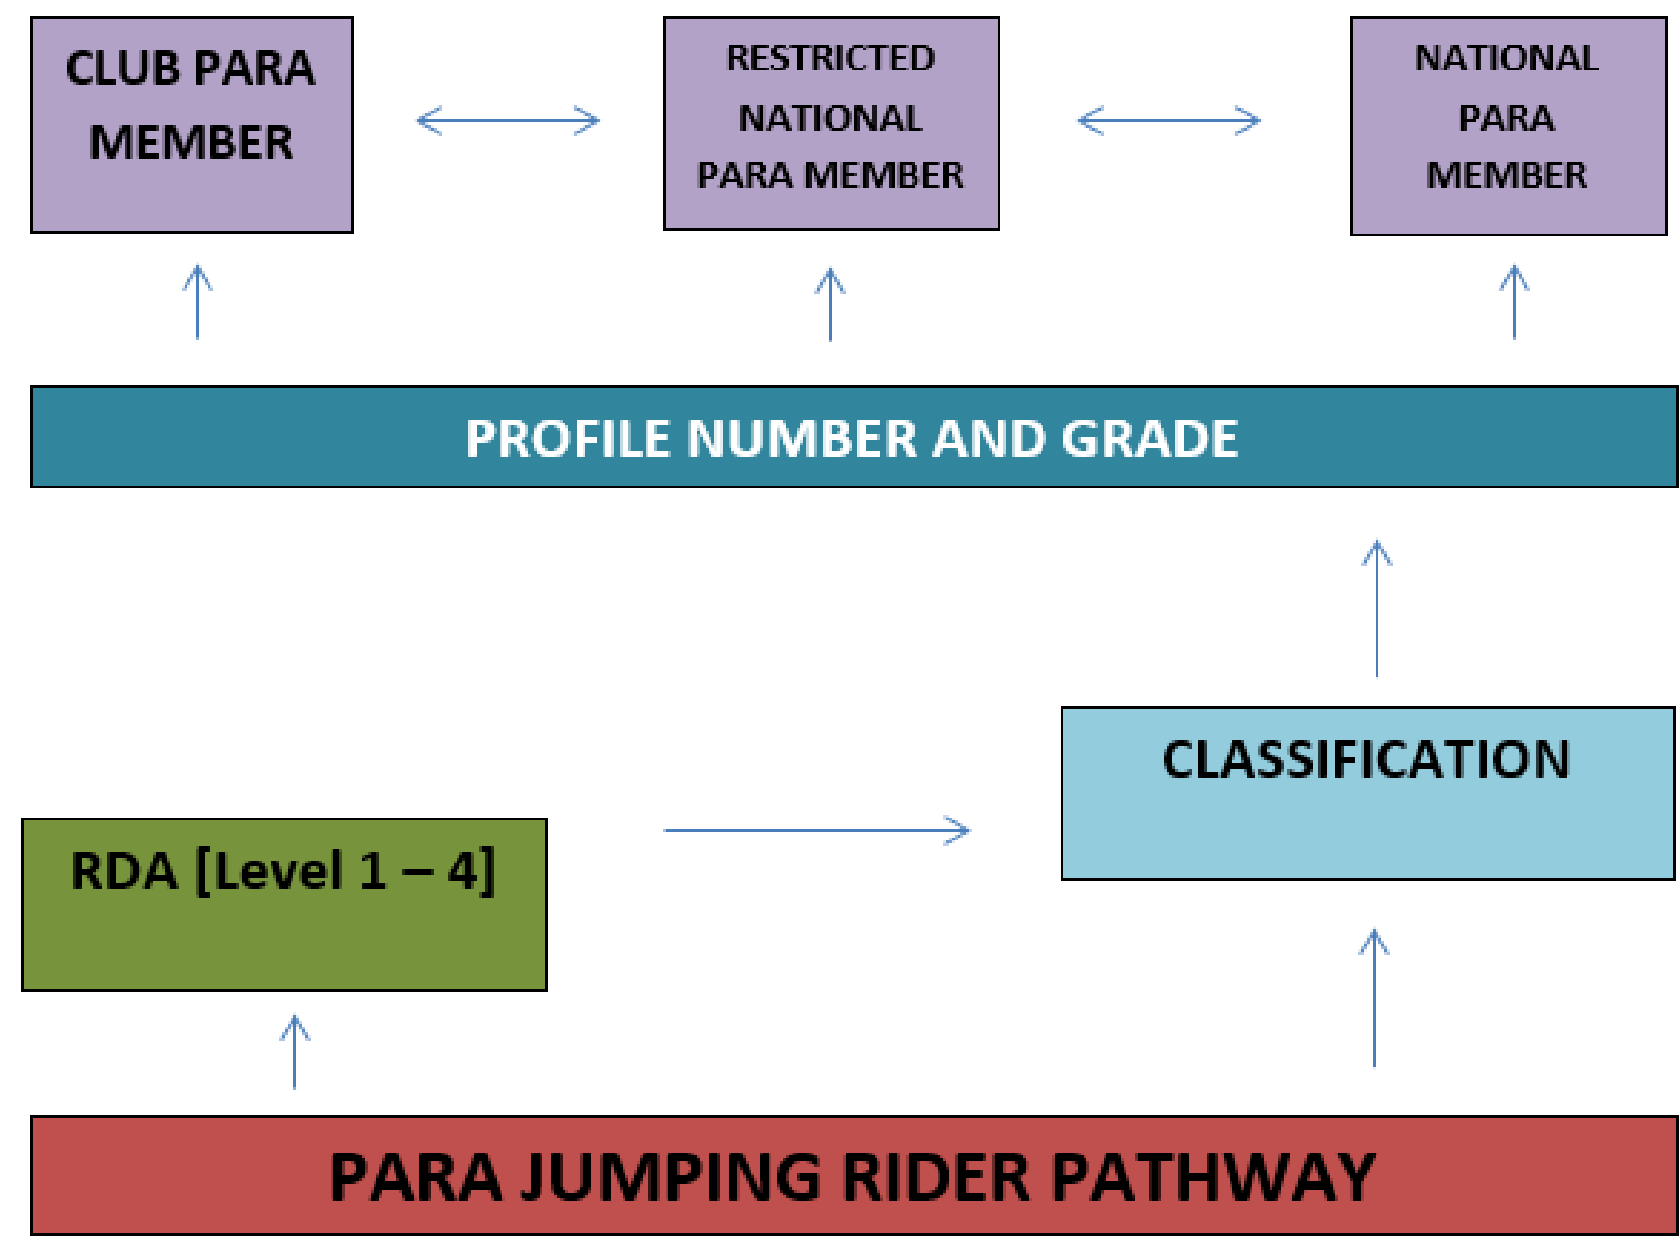 CLUB PARA
MEMBER
RESTRICTED
NATIONAL
PARA MEMBER
NATIONAL
PARA
MEMBER
PROFILE NUMBER AND GRADE
CLASSIFICATION
RDA [Level 1 – 4]
PARA JUMPING RIDER PATHWAY